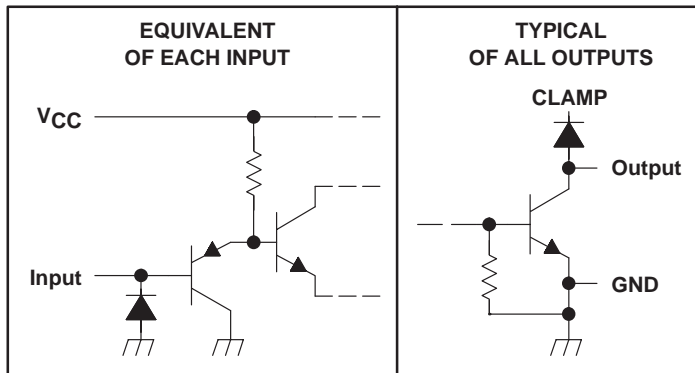 EQUIVALENT
OF EACH INPUT
VCC
Input
TYPICAL
OF ALL OUTPUTS
CLAMP
Output
GND